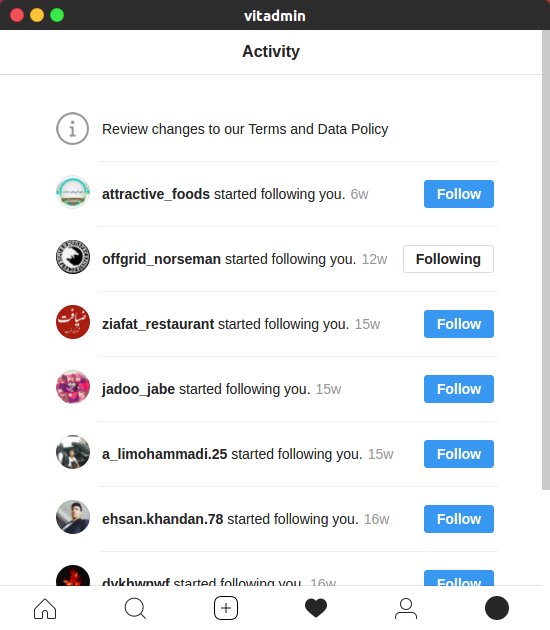 vitadmin
Activity
Review changes to our Terms and Data Policy
attractive_foods started following you. 6w Follow
offgrid_norseman started following you. 12w Following
ضیافت
ziafat_restaurant started following you. 15w Follow
jadoo_jabe started following you. 15w Follow
a_limohammadi.25 started following you. 15w Follow
ehsan.khandan.78 started following you. 16w Follow
dykhwnwf started following you. 16w Follow